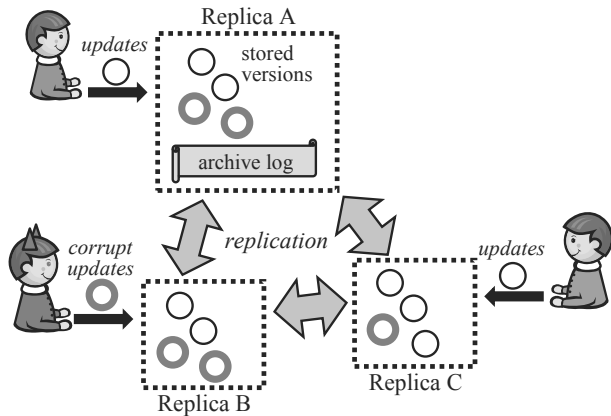 Replica A
updates
stored
versions
archive log
replication
corrupt
updates
updates
Replica B
Replica C